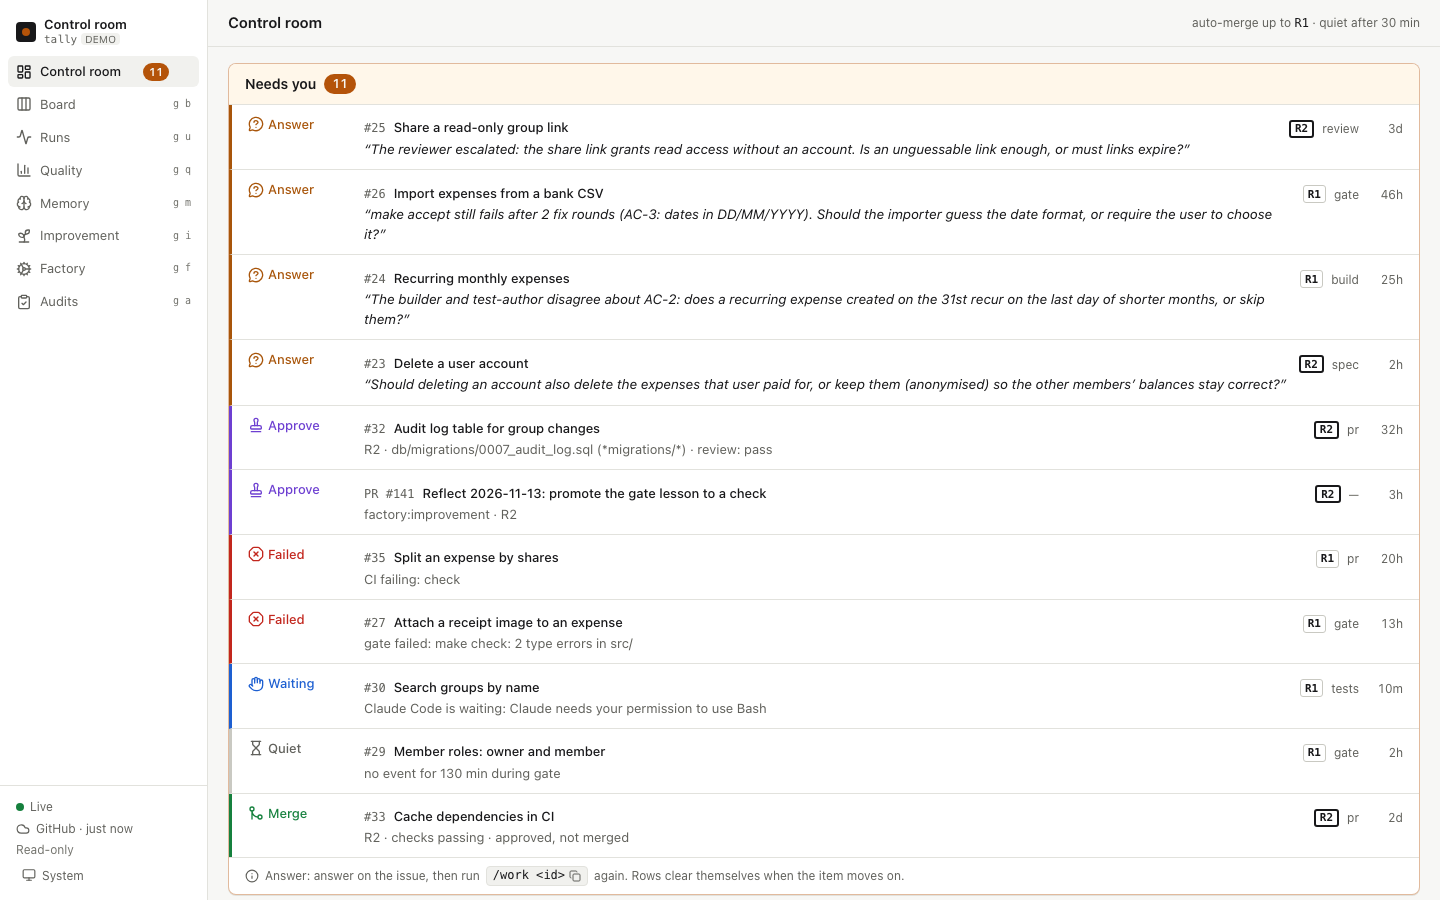 Control room
tally DEMO
Control room 11
Board g b
Runs g u
Quality g q
Memory g m
Improvement g i
Factory g f
Audits g a
Live
GitHub · just now
Read-only
System
Control room
auto-merge up to R1 · quiet after 30 min
Needs you 11
Answer #25 Share a read-only group link R2 review 3d
“The reviewer escalated: the share link grants read access without an account. Is an unguessable link enough, or must links expire?”
Answer #26 Import expenses from a bank CSV R1 gate 46h
“make accept still fails after 2 fix rounds (AC-3: dates in DD/MM/YYYY). Should the importer guess the date format, or require the user to choose
it?”
Answer #24 Recurring monthly expenses R1 build 25h
“The builder and test-author disagree about AC-2: does a recurring expense created on the 31st recur on the last day of shorter months, or skip
them?”
Answer #23 Delete a user account R2 spec 2h
“Should deleting an account also delete the expenses that user paid for, or keep them (anonymised) so the other members’ balances stay correct?”
Approve #32 Audit log table for group changes R2 pr 32h
R2 · db/migrations/0007_audit_log.sql (*migrations/*) · review: pass
Approve PR #141 Reflect 2026-11-13: promote the gate lesson to a check R2 — 3h
factory:improvement · R2
Failed #35 Split an expense by shares R1 pr 20h
CI failing: check
Failed #27 Attach a receipt image to an expense R1 gate 13h
gate failed: make check: 2 type errors in src/
Waiting #30 Search groups by name R1 tests 10m
Claude Code is waiting: Claude needs your permission to use Bash
Quiet #29 Member roles: owner and member R1 gate 2h
no event for 130 min during gate
Merge #33 Cache dependencies in CI R2 pr 2d
R2 · checks passing · approved, not merged
Answer: answer on the issue, then run /work <id> again. Rows clear themselves when the item moves on.